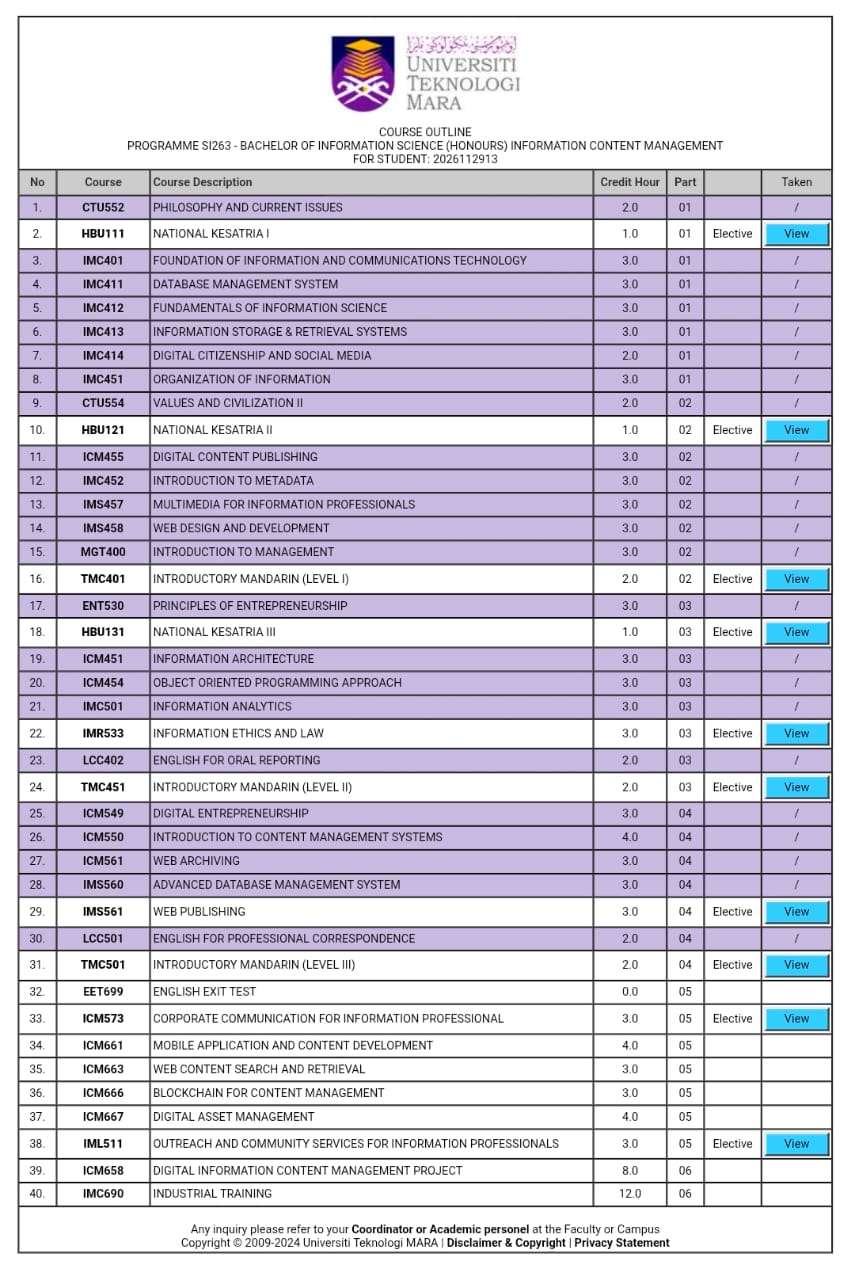 اونيۏرسيتي تيكنولوڬي مارا
UNIVERSITI
TEKNOLOGI
MARA
COURSE OUTLINE
PROGRAMME SI263 - BACHELOR OF INFORMATION SCIENCE (HONOURS) INFORMATION CONTENT MANAGEMENT
FOR STUDENT: 2026112913
No Course Course Description Credit Hour Part Taken
1. CTU552 PHILOSOPHY AND CURRENT ISSUES 2.0 01 /
2. HBU111 NATIONAL KESATRIA I 1.0 01 Elective View
3. IMC401 FOUNDATION OF INFORMATION AND COMMUNICATIONS TECHNOLOGY 3.0 01 /
4. IMC411 DATABASE MANAGEMENT SYSTEM 3.0 01 /
5. IMC412 FUNDAMENTALS OF INFORMATION SCIENCE 3.0 01 /
6. IMC413 INFORMATION STORAGE & RETRIEVAL SYSTEMS 3.0 01 /
7. IMC414 DIGITAL CITIZENSHIP AND SOCIAL MEDIA 2.0 01 /
8. IMC451 ORGANIZATION OF INFORMATION 3.0 01 /
9. CTU554 VALUES AND CIVILIZATION II 2.0 02 /
10. HBU121 NATIONAL KESATRIA II 1.0 02 Elective View
11. ICM455 DIGITAL CONTENT PUBLISHING 3.0 02 /
12. IMC452 INTRODUCTION TO METADATA 3.0 02 /
13. IMS457 MULTIMEDIA FOR INFORMATION PROFESSIONALS 3.0 02 /
14. IMS458 WEB DESIGN AND DEVELOPMENT 3.0 02 /
15. MGT400 INTRODUCTION TO MANAGEMENT 3.0 02 /
16. TMC401 INTRODUCTORY MANDARIN (LEVEL I) 2.0 02 Elective View
17. ENT530 PRINCIPLES OF ENTREPRENEURSHIP 3.0 03 /
18. HBU131 NATIONAL KESATRIA III 1.0 03 Elective View
19. ICM451 INFORMATION ARCHITECTURE 3.0 03 /
20. ICM454 OBJECT ORIENTED PROGRAMMING APPROACH 3.0 03 /
21. IMC501 INFORMATION ANALYTICS 3.0 03 /
22. IMR533 INFORMATION ETHICS AND LAW 3.0 03 Elective View
23. LCC402 ENGLISH FOR ORAL REPORTING 2.0 03 /
24. TMC451 INTRODUCTORY MANDARIN (LEVEL II) 2.0 03 Elective View
25. ICM549 DIGITAL ENTREPRENEURSHIP 3.0 04 /
26. ICM550 INTRODUCTION TO CONTENT MANAGEMENT SYSTEMS 4.0 04 /
27. ICM561 WEB ARCHIVING 3.0 04 /
28. IMS560 ADVANCED DATABASE MANAGEMENT SYSTEM 3.0 04 /
29. IMS561 WEB PUBLISHING 3.0 04 Elective View
30. LCC501 ENGLISH FOR PROFESSIONAL CORRESPONDENCE 2.0 04 /
31. TMC501 INTRODUCTORY MANDARIN (LEVEL III) 2.0 04 Elective View
32. EET699 ENGLISH EXIT TEST 0.0 05
33. ICM573 CORPORATE COMMUNICATION FOR INFORMATION PROFESSIONAL 3.0 05 Elective View
34. ICM661 MOBILE APPLICATION AND CONTENT DEVELOPMENT 4.0 05
35. ICM663 WEB CONTENT SEARCH AND RETRIEVAL 3.0 05
36. ICM666 BLOCKCHAIN FOR CONTENT MANAGEMENT 3.0 05
37. ICM667 DIGITAL ASSET MANAGEMENT 4.0 05
38. IML511 OUTREACH AND COMMUNITY SERVICES FOR INFORMATION PROFESSIONALS 3.0 05 Elective View
39. ICM658 DIGITAL INFORMATION CONTENT MANAGEMENT PROJECT 8.0 06
40. IMC690 INDUSTRIAL TRAINING 12.0 06
Any inquiry please refer to your Coordinator or Academic personel at the Faculty or Campus
Copyright © 2009-2024 Universiti Teknologi MARA | Disclaimer & Copyright | Privacy Statement